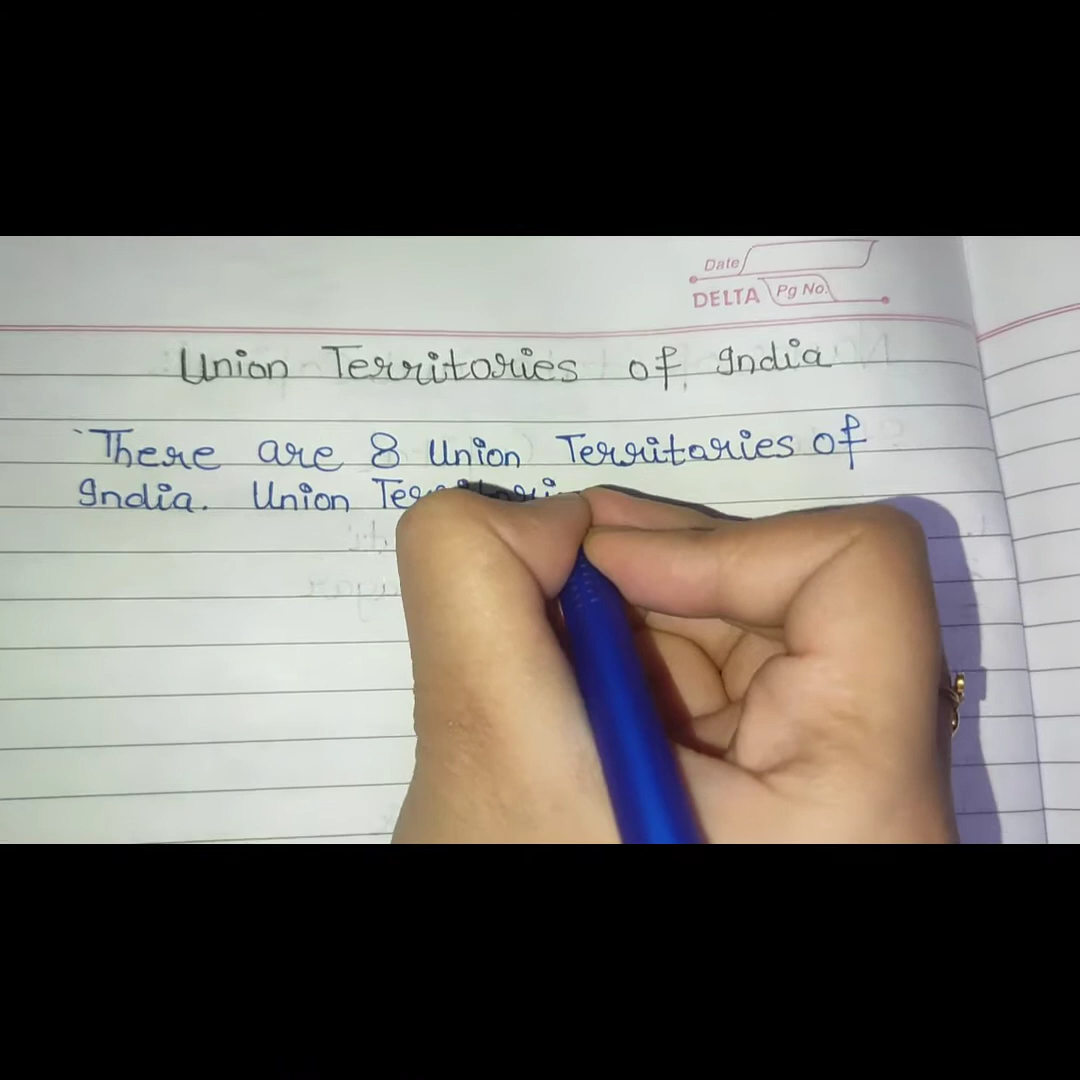 Date
DELTA Pg No.
Union Territories of India
There are 8 Union Territories of
India. Union